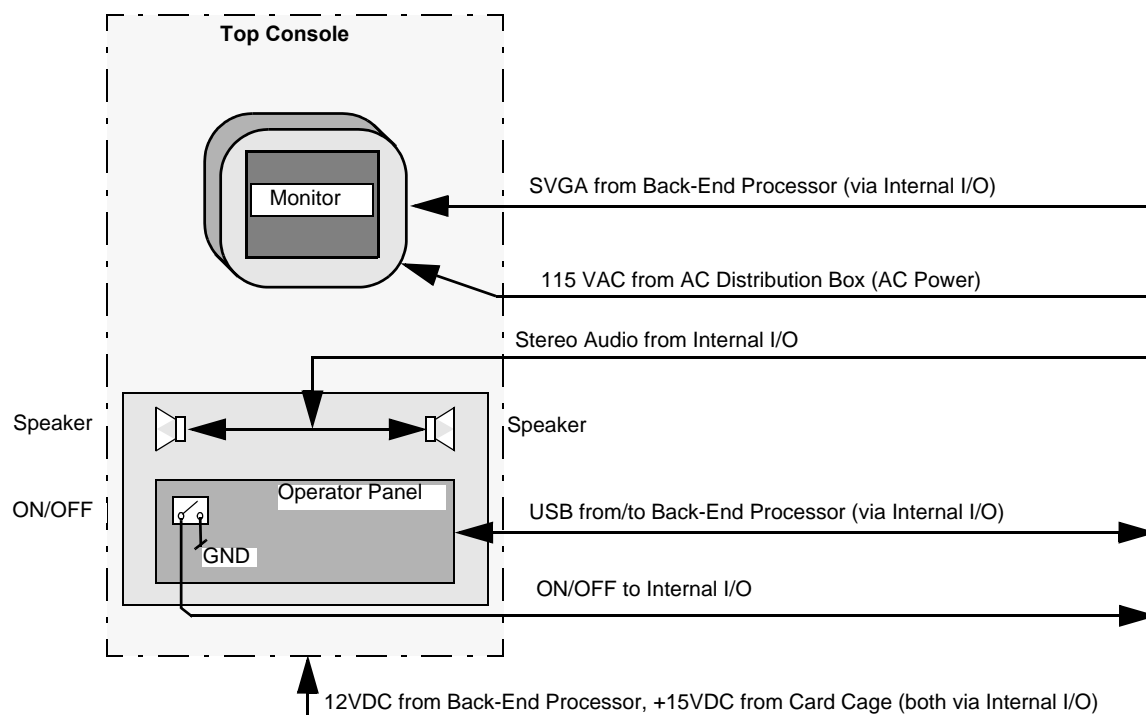 Top Console
Monitor
SVGA from Back-End Processor (via Internal I/O)
115 VAC from AC Distribution Box (AC Power)
Stereo Audio from Internal I/O
Speaker
Speaker
ON/OFF
Operator Panel
GND
USB from/to Back-End Processor (via Internal I/O)
ON/OFF to Internal I/O
12VDC from Back-End Processor, +15VDC from Card Cage (both via Internal I/O)